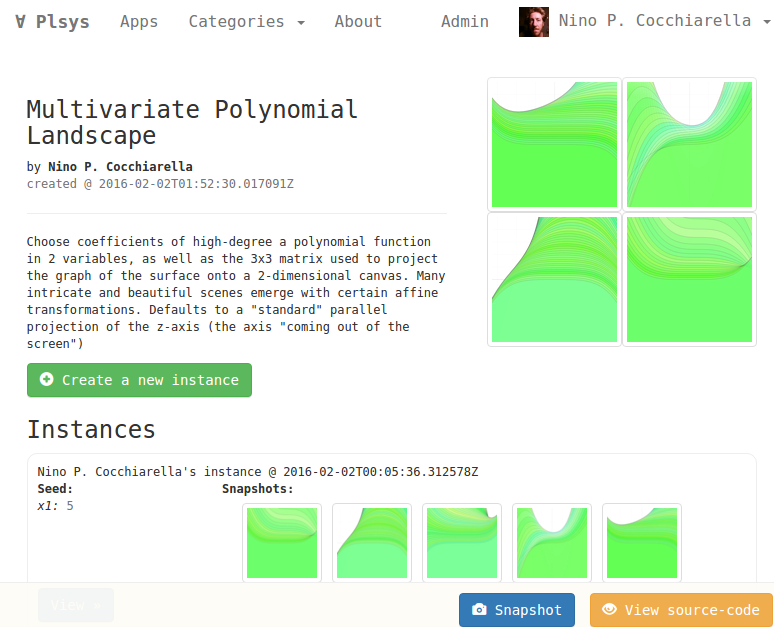 ∀ Plsys Apps Categories About Admin Nino P. Cocchiarella
Multivariate Polynomial
Landscape
by Nino P. Cocchiarella
created @ 2016-02-02T01:52:30.017091Z
Choose coefficients of high-degree a polynomial function
in 2 variables, as well as the 3x3 matrix used to project
the graph of the surface onto a 2-dimensional canvas. Many
intricate and beautiful scenes emerge with certain affine
transformations. Defaults to a "standard" parallel
projection of the z-axis (the axis "coming out of the
screen")
Create a new instance
Instances
Nino P. Cocchiarella's instance @ 2016-02-02T00:05:36.312578Z
Seed: Snapshots:
x1: 5
View »
Snapshot View source-code